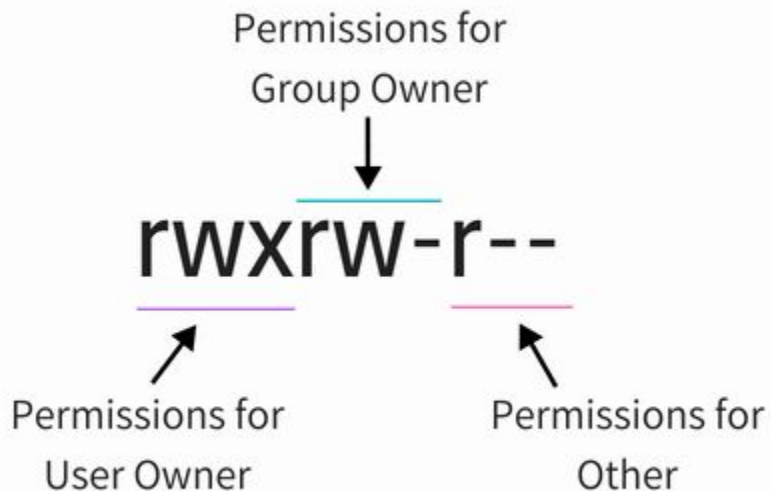 Permissions for
Group Owner
rwxrw-r--
Permissions for
User Owner
Permissions for
Other